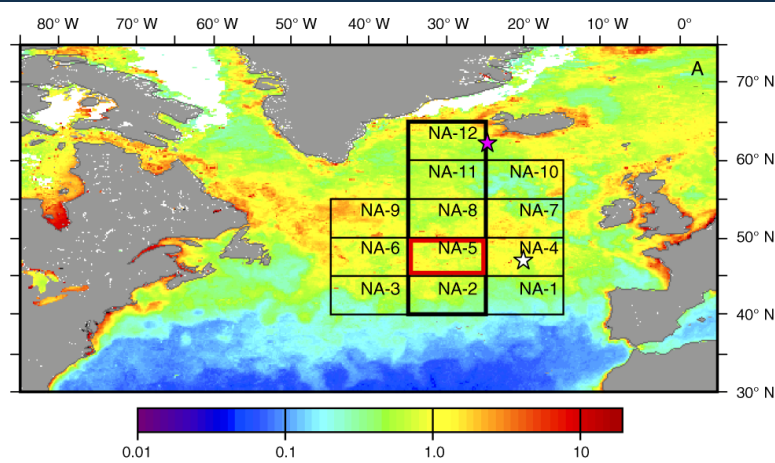 80° W 70° W 60° W 50° W 40° W 30° W 20° W 10° W 0°
A
70° N
NA-12
60° N
NA-11 NA-10
NA-9 NA-8 NA-7
50° N
NA-6 NA-5 NA-4
NA-3 NA-2 NA-1
40° N
30° N
0.01 0.1 1.0 10